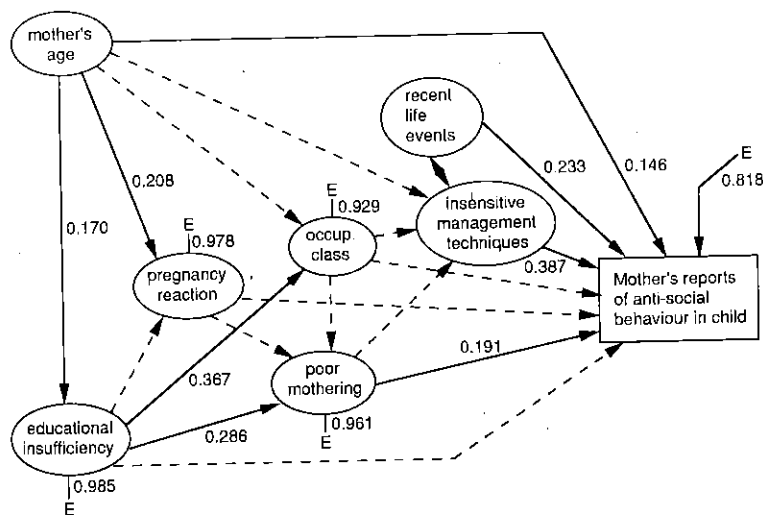 mother's
age
recent
life
events
E
0.233
0.146
0.818
0.208
E
0.929
0.170
E
0.978
occup.
class
insensitive
management
techniques
0.387
pregnancy
reaction
Mother's reports
of anti-social
behaviour in child
0.367
poor
mothering
0.191
educational
insufficiency
0.286
0.961
E
0.985
E